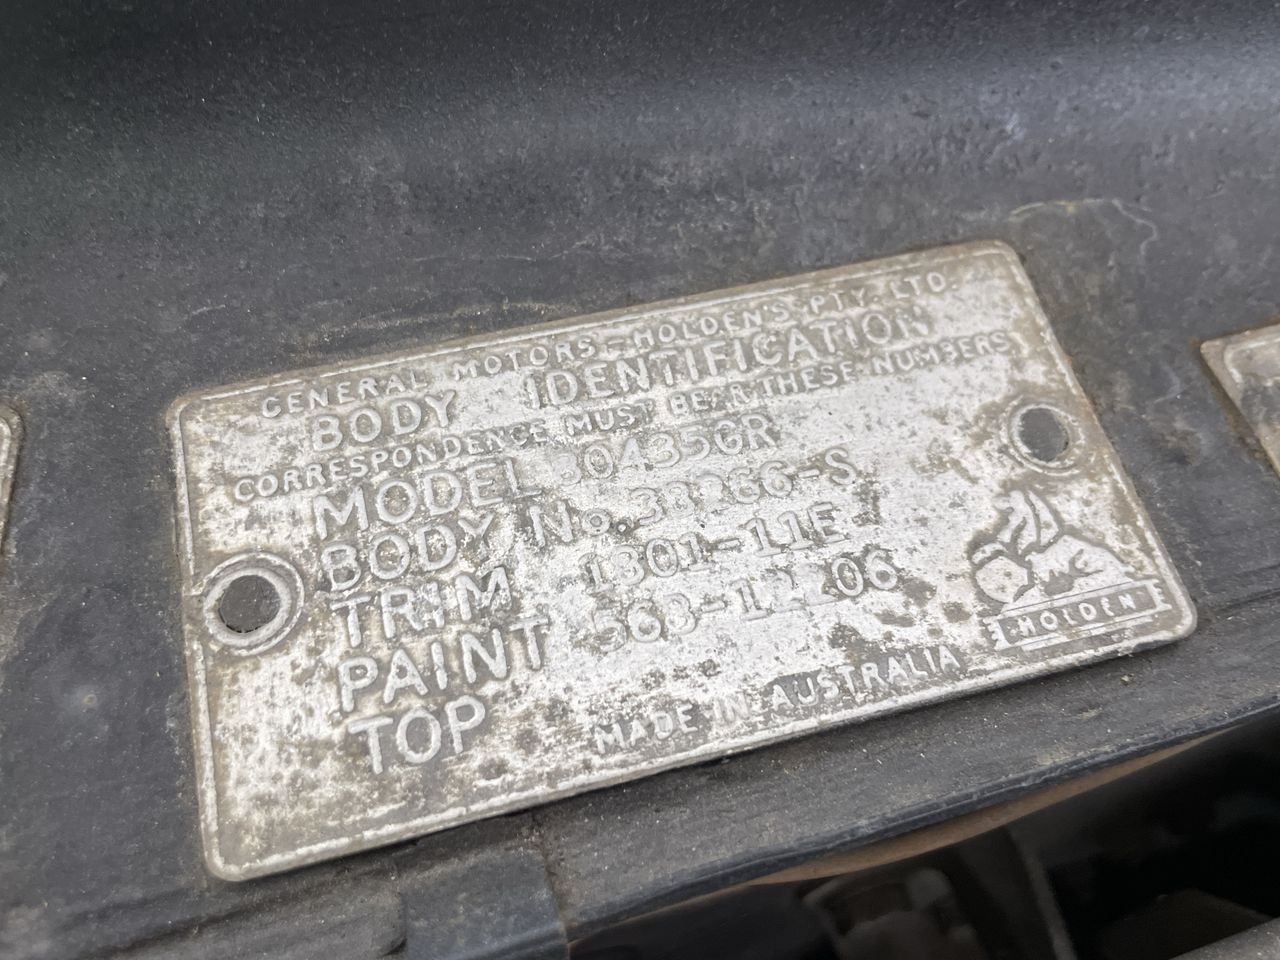 GENERAL MOTORS - HOLDEN'S PTY. LTD.
BODY IDENTIFICATION
CORRESPONDENCE MUST BEAR THESE NUMBERS
MODEL
BODY No.
TRIM 1301-11E
PAINT
TOP
MADE IN AUSTRALIA
HOLDEN